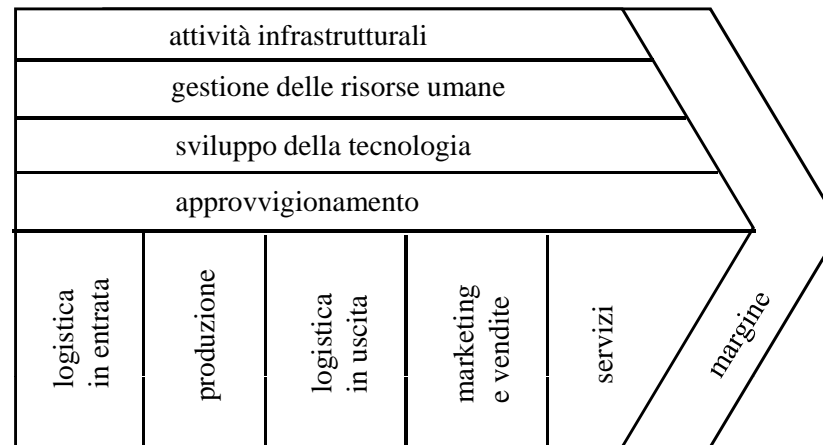 attività infrastrutturali
gestione delle risorse umane
sviluppo della tecnologia
approvvigionamento
logistica
in entrata
produzione
logistica
in uscita
marketing
e vendite
servizi
margine